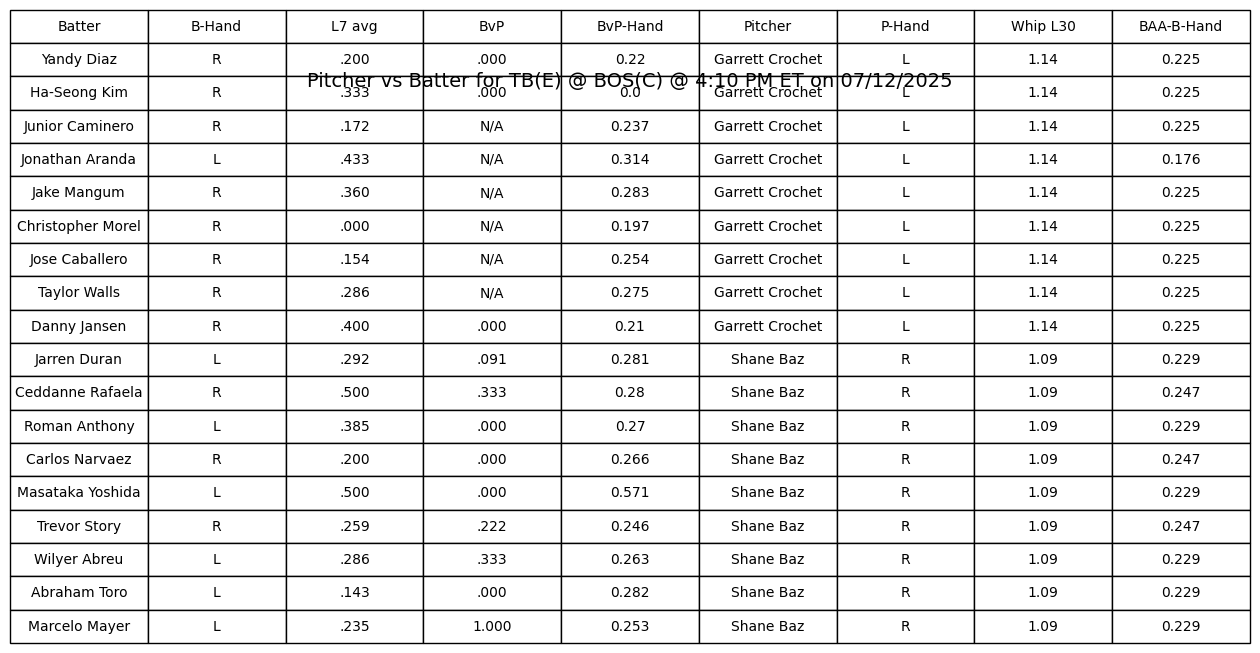 Batter B-Hand L7 avg BvP BvP-Hand Pitcher P-Hand Whip L30 BAA-B-Hand
Yandy Diaz R .200 .000 0.22 Garrett Crochet L 1.14 0.225
Pitcher vs Batter for TB(E) @ BOS(C) @ 4:10 PM ET on 07/12/2025
Ha-Seong Kim R .333 .000 0.0 Garrett Crochet L 1.14 0.225
Junior Caminero R .172 N/A 0.237 Garrett Crochet L 1.14 0.225
Jonathan Aranda L .433 N/A 0.314 Garrett Crochet L 1.14 0.176
Jake Mangum R .360 N/A 0.283 Garrett Crochet L 1.14 0.225
Christopher Morel R .000 N/A 0.197 Garrett Crochet L 1.14 0.225
Jose Caballero R .154 N/A 0.254 Garrett Crochet L 1.14 0.225
Taylor Walls R .286 N/A 0.275 Garrett Crochet L 1.14 0.225
Danny Jansen R .400 .000 0.21 Garrett Crochet L 1.14 0.225
Jarren Duran L .292 .091 0.281 Shane Baz R 1.09 0.229
Ceddanne Rafaela R .500 .333 0.28 Shane Baz R 1.09 0.247
Roman Anthony L .385 .000 0.27 Shane Baz R 1.09 0.229
Carlos Narvaez R .200 .000 0.266 Shane Baz R 1.09 0.247
Masataka Yoshida L .500 .000 0.571 Shane Baz R 1.09 0.229
Trevor Story R .259 .222 0.246 Shane Baz R 1.09 0.247
Wilyer Abreu L .286 .333 0.263 Shane Baz R 1.09 0.229
Abraham Toro L .143 .000 0.282 Shane Baz R 1.09 0.229
Marcelo Mayer L .235 1.000 0.253 Shane Baz R 1.09 0.229